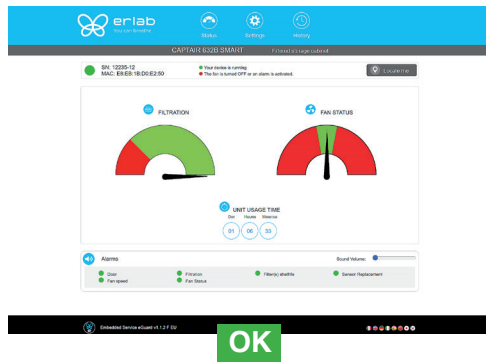 erlab
You can breathe
Status
Settings
History
CAPTAIR 632B SMART
Filtered storage cabinet
SN: 12235-12
MAC: E8:EB:1B:D0:E2:50
Your device is running
The fan is turned OFF or an alarm is activated.
Locate me
FILTRATION
FAN STATUS
UNIT USAGE TIME
Day Hours Minutes
01 06 33
Alarms
Sound Volume:
Door
Filtration
Filter(s) shelflife
Sensor Replacement
Fan speed
Fan Status
Embedded Service eGuard v1.1.2 F EU
OK